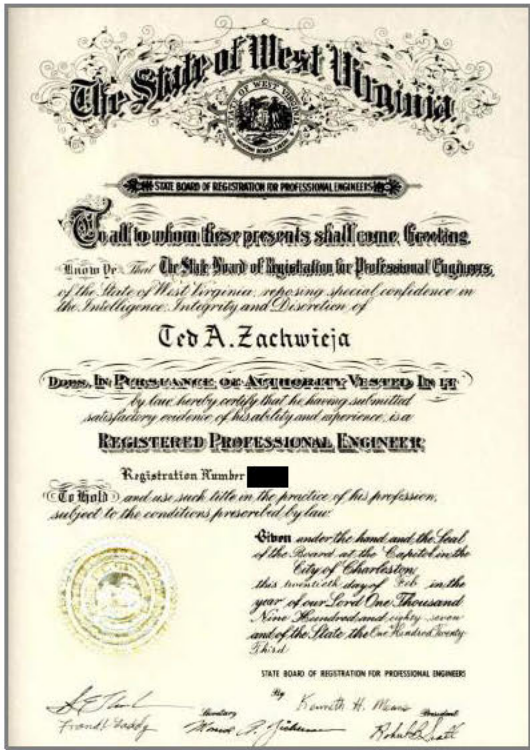 The State of West Virginia
STATE OF WEST VIRGINIA
MONTANI SEMPER LIBERI
STATE BOARD OF REGISTRATION FOR PROFESSIONAL ENGINEERS
To all to whom these presents shall come, Greeting.
Know Ye That The State Board of Registration for Professional Engineers,
of the State of West Virginia, reposing special confidence in
the Intelligence, Integrity and Discretion of
Ted A. Zachwieja
Does, In Pursuance of Authority Vested In It
by law hereby certify that he having submitted
satisfactory evidence of his ability and experience, is a
Registered Professional Engineer
Registration Number
To Hold and use such title in the practice of his profession,
subject to the conditions prescribed by law.
Given under the hand and the Seal
of the Board at the Capitol in the
City of Charleston,
this twentieth day of Feb in the
year of our Lord One Thousand
Nine Hundred and eighty-seven
and of the State, the One Hundred Twenty
Third
STATE BOARD OF REGISTRATION FOR PROFESSIONAL ENGINEERS
By Kenneth H.
President
Secretary